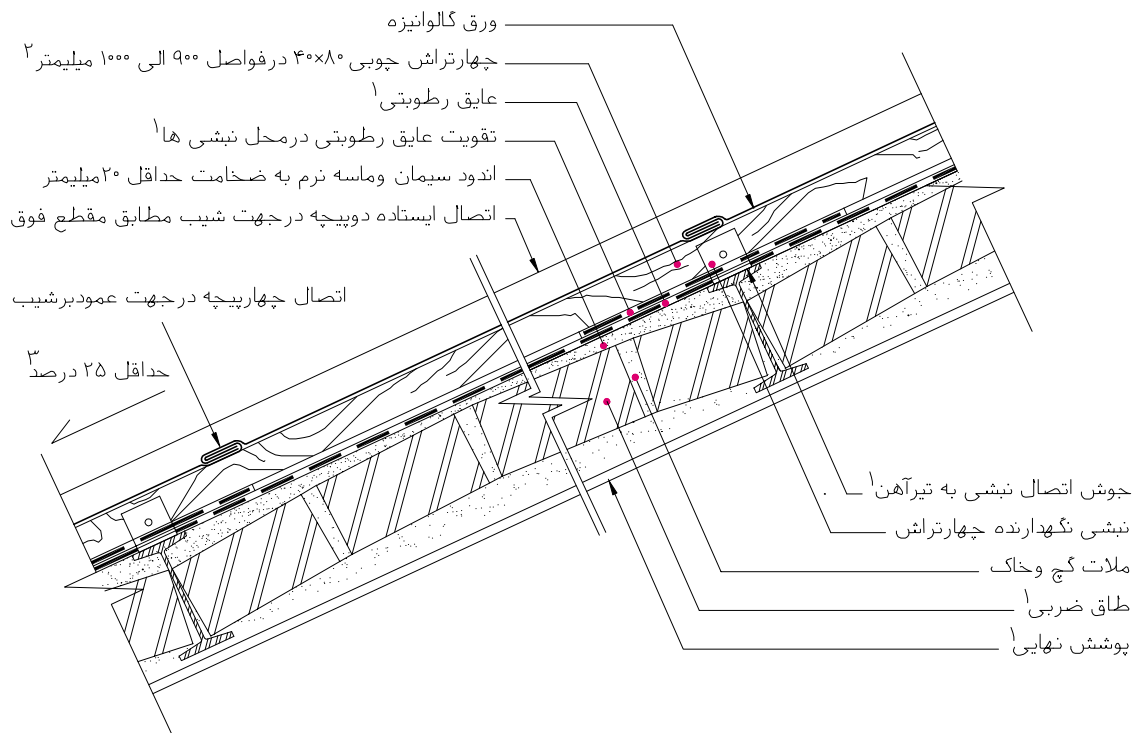 ورق گالوانیزه
چهارتراش چوبی ۴۰×۸۰ درفواصل ۹۰۰ الی ۱۰۰۰ میلیمتر۲
عایق رطوبتی۱
تقویت عایق رطوبتی درمحل نبشی ها۱
اندود سیمان وماسه نرم به ضخامت حداقل ۲۰میلیمتر
اتصال ایستاده دوپیچه درجهت شیب مطابق مقطع فوق
اتصال چهارپیچه درجهت عمودبرشیب
حداقل ۲۵ درصد۳
جوش اتصال نبشی به تیرآهن۱
نبشی نگهدارنده چهارتراش
ملات گچ وخاک
طاق ضربی۱
پوشش نهایی۱